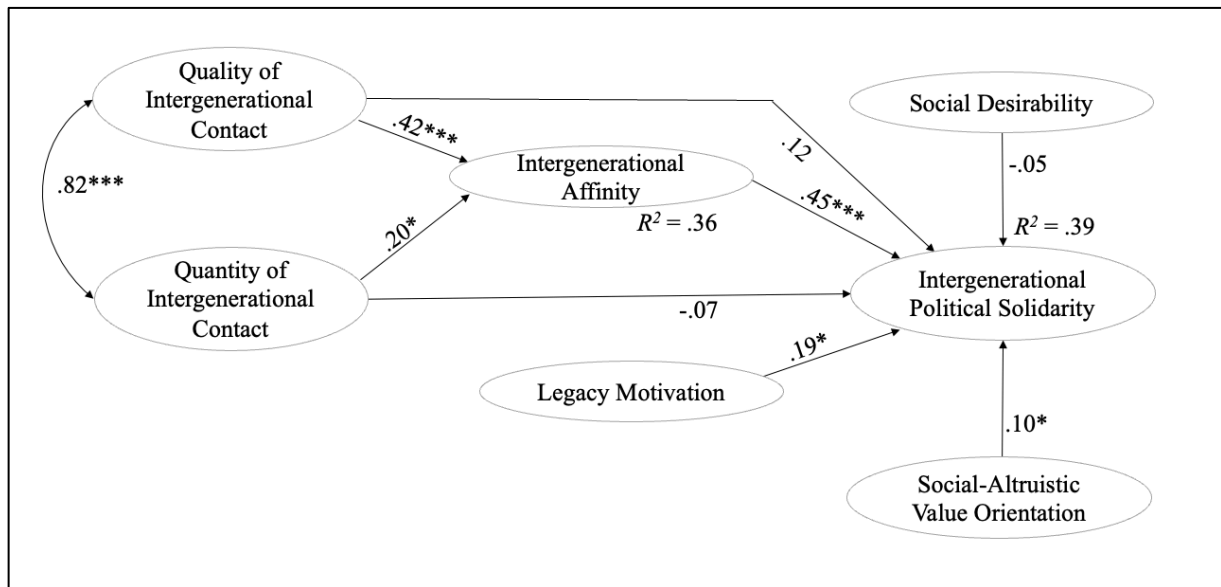 Quality of
Intergenerational
Contact
Social Desirability
.42***
.12
Intergenerational
Affinity
-.05
.82***
.45***
R² = .36
R² = .39
.20*
Quantity of
Intergenerational
Contact
Intergenerational
Political Solidarity
-.07
.19*
Legacy Motivation
.10*
Social-Altruistic
Value Orientation